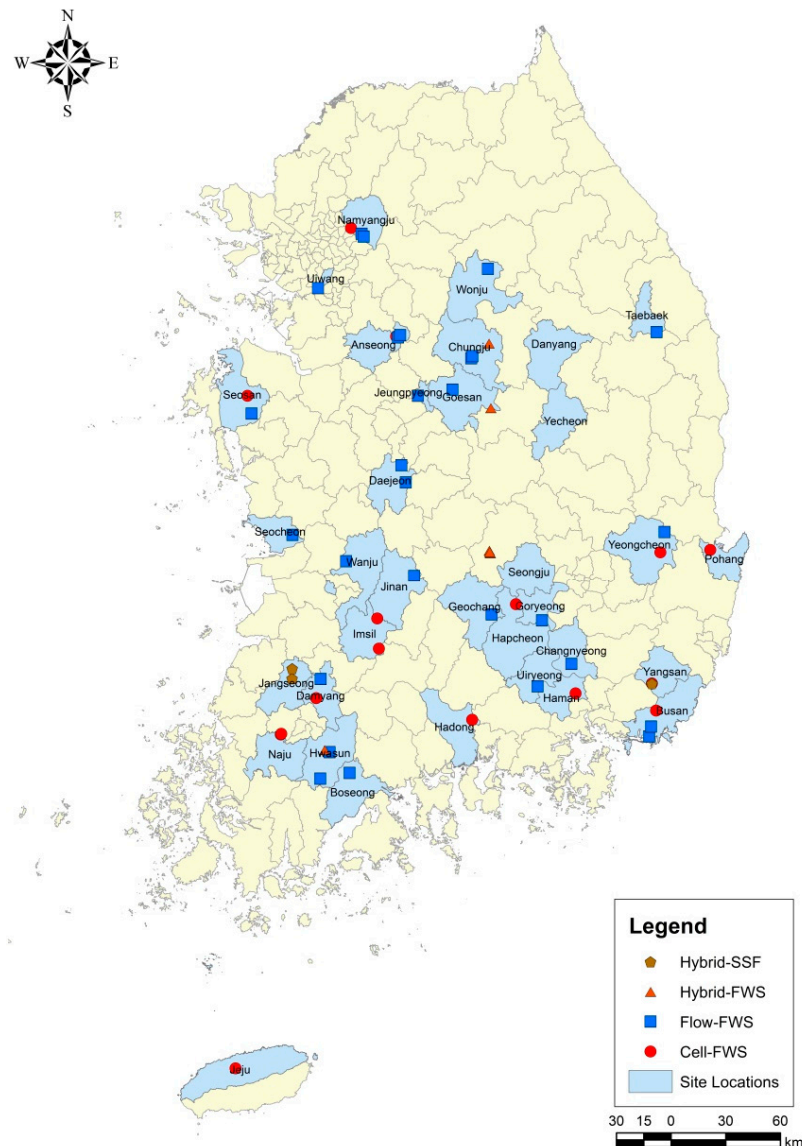 N
W E
S
Namyangju
Uiwang
Wonju
Taebaek
Anseong
Chungju
Danyang
Seosan
Jeungpyeong
Goesan
Yecheon
Daejeon
Seocheon
Wanju
Yeongcheon
Pohang
Jinan
Seongju
Geochang
Goryeong
Imsil
Hapcheon
Changnyeong
Jangseong
Damyang
Uiryeong
Yangsan
Haman
Busan
Hadong
Naju
Hwasun
Boseong
Jeju
Legend
Hybrid-SSF
Hybrid-FWS
Flow-FWS
Cell-FWS
Site Locations
30 15 0 30 60
km